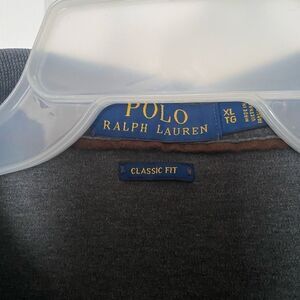 POLO
RALPH LAUREN
XL
TG
CLASSIC FIT